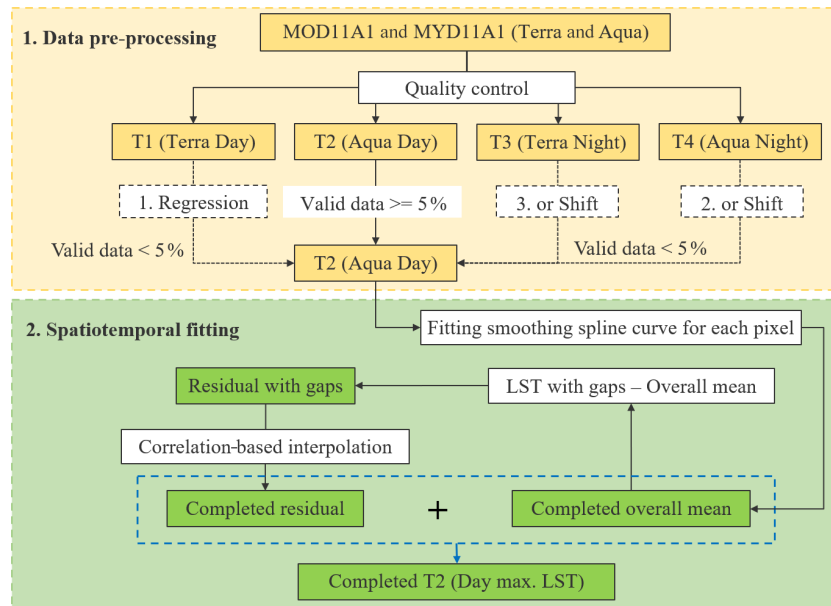 1. Data pre-processing
MOD11A1 and MYD11A1 (Terra and Aqua)
Quality control
T1 (Terra Day)
T2 (Aqua Day)
T3 (Terra Night)
T4 (Aqua Night)
1. Regression
Valid data >= 5 %
3. or Shift
2. or Shift
Valid data < 5 %
T2 (Aqua Day)
Valid data < 5 %
2. Spatiotemporal fitting
Fitting smoothing spline curve for each pixel
Residual with gaps
LST with gaps – Overall mean
Correlation-based interpolation
Completed residual
+
Completed overall mean
Completed T2 (Day max. LST)